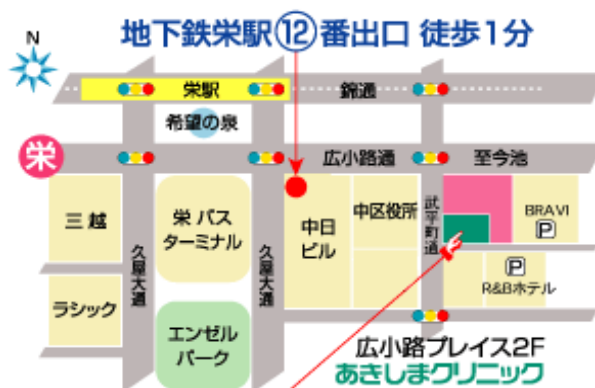 地下鉄栄駅⑫番出口 徒歩1分
N
栄駅
錦通
希望の泉
栄
広小路通
至今池
三越
栄 バス
ターミナル
中日
ビル
中区役所
武平町通
BRAVI
P
久屋大通
久屋大通
P
R&Bホテル
ラシック
エンゼル
パーク
広小路プレイス2F
あきしまクリニック